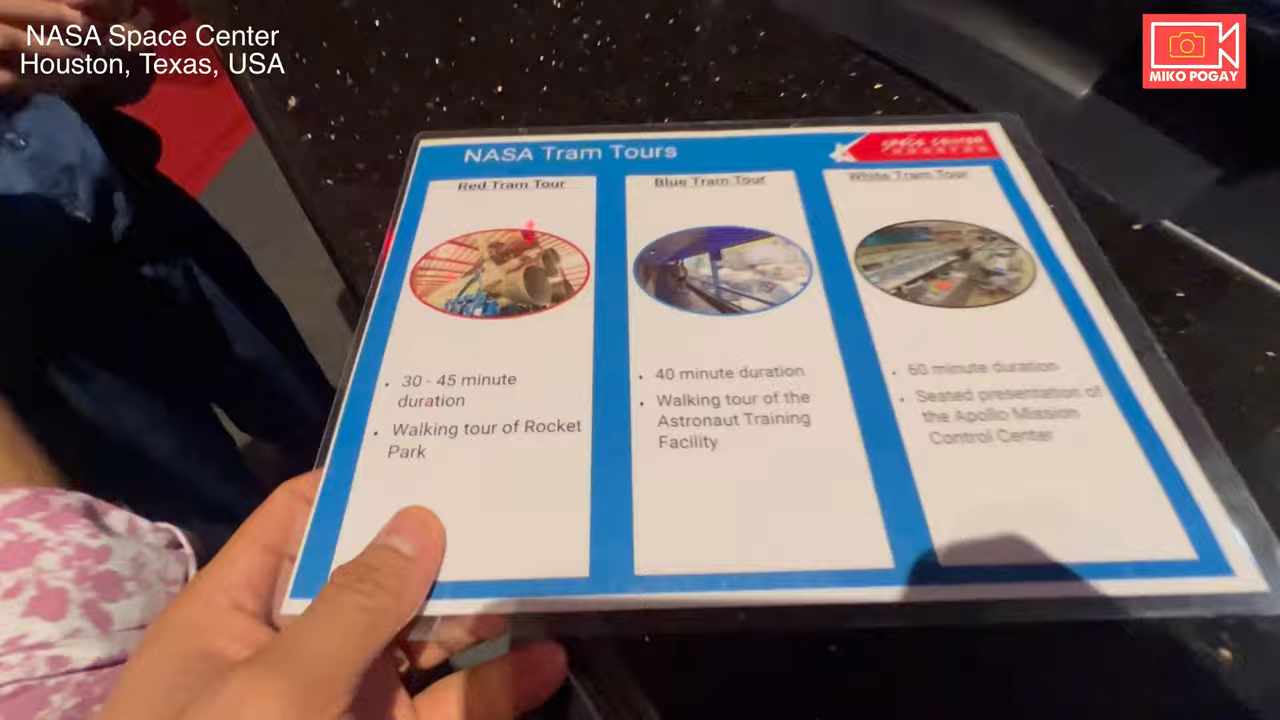 NASA Space Center
Houston, Texas, USA
MIKO POGAY
NASA Tram Tours
Red Tram Tour
30 - 45 minute
duration
Walking tour of Rocket
Park
Blue Tram Tour
40 minute duration
Walking tour of the
Astronaut Training
Facility
White Tram Tour
60 minute duration
Seated presentation of
the Apollo Mission
Control Center